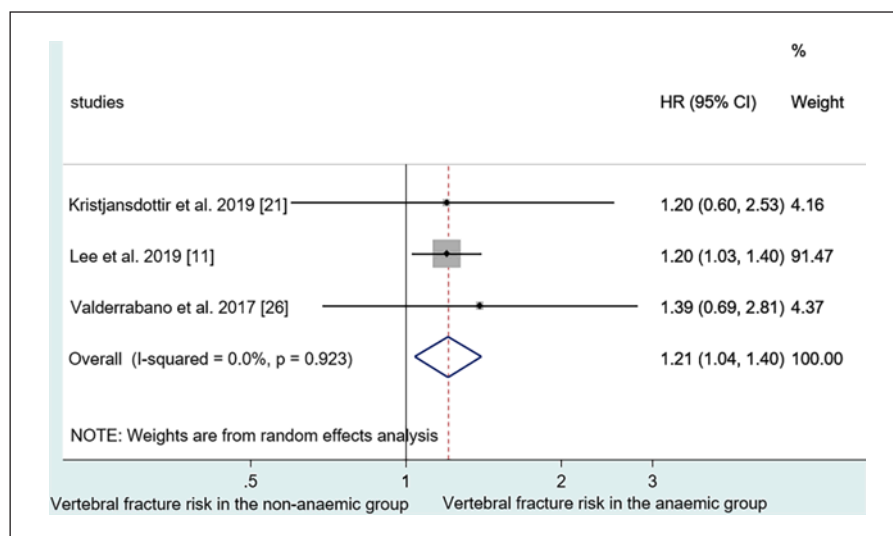 %
studies HR (95% CI) Weight
Kristjansdottir et al. 2019 [21] 1.20 (0.60, 2.53) 4.16
Lee et al. 2019 [11] 1.20 (1.03, 1.40) 91.47
Valderrabano et al. 2017 [26] 1.39 (0.69, 2.81) 4.37
Overall (I-squared = 0.0%, p = 0.923) 1.21 (1.04, 1.40) 100.00
NOTE: Weights are from random effects analysis
.5 1 2 3
Vertebral fracture risk in the non-anaemic group Vertebral fracture risk in the anaemic group